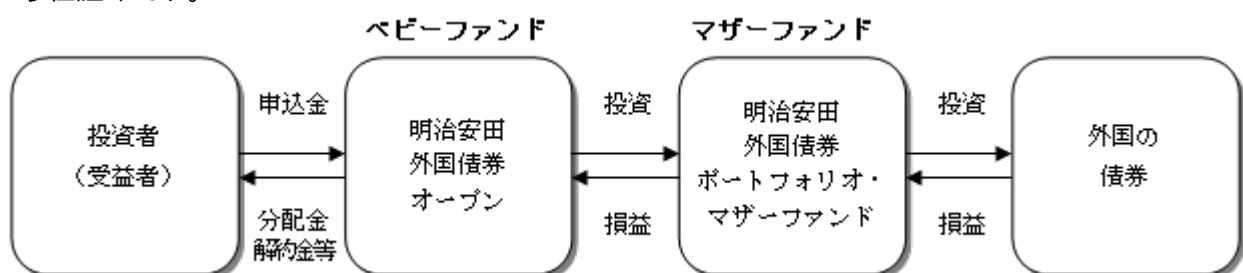 ベビーファンド
マザーファンド
投資者
（受益者）
申込金
分配金
解約金等
明治安田
外国債券
オープン
投資
損益
明治安田
外国債券
ポートフォリオ・
マザーファンド
投資
損益
外国の
債券